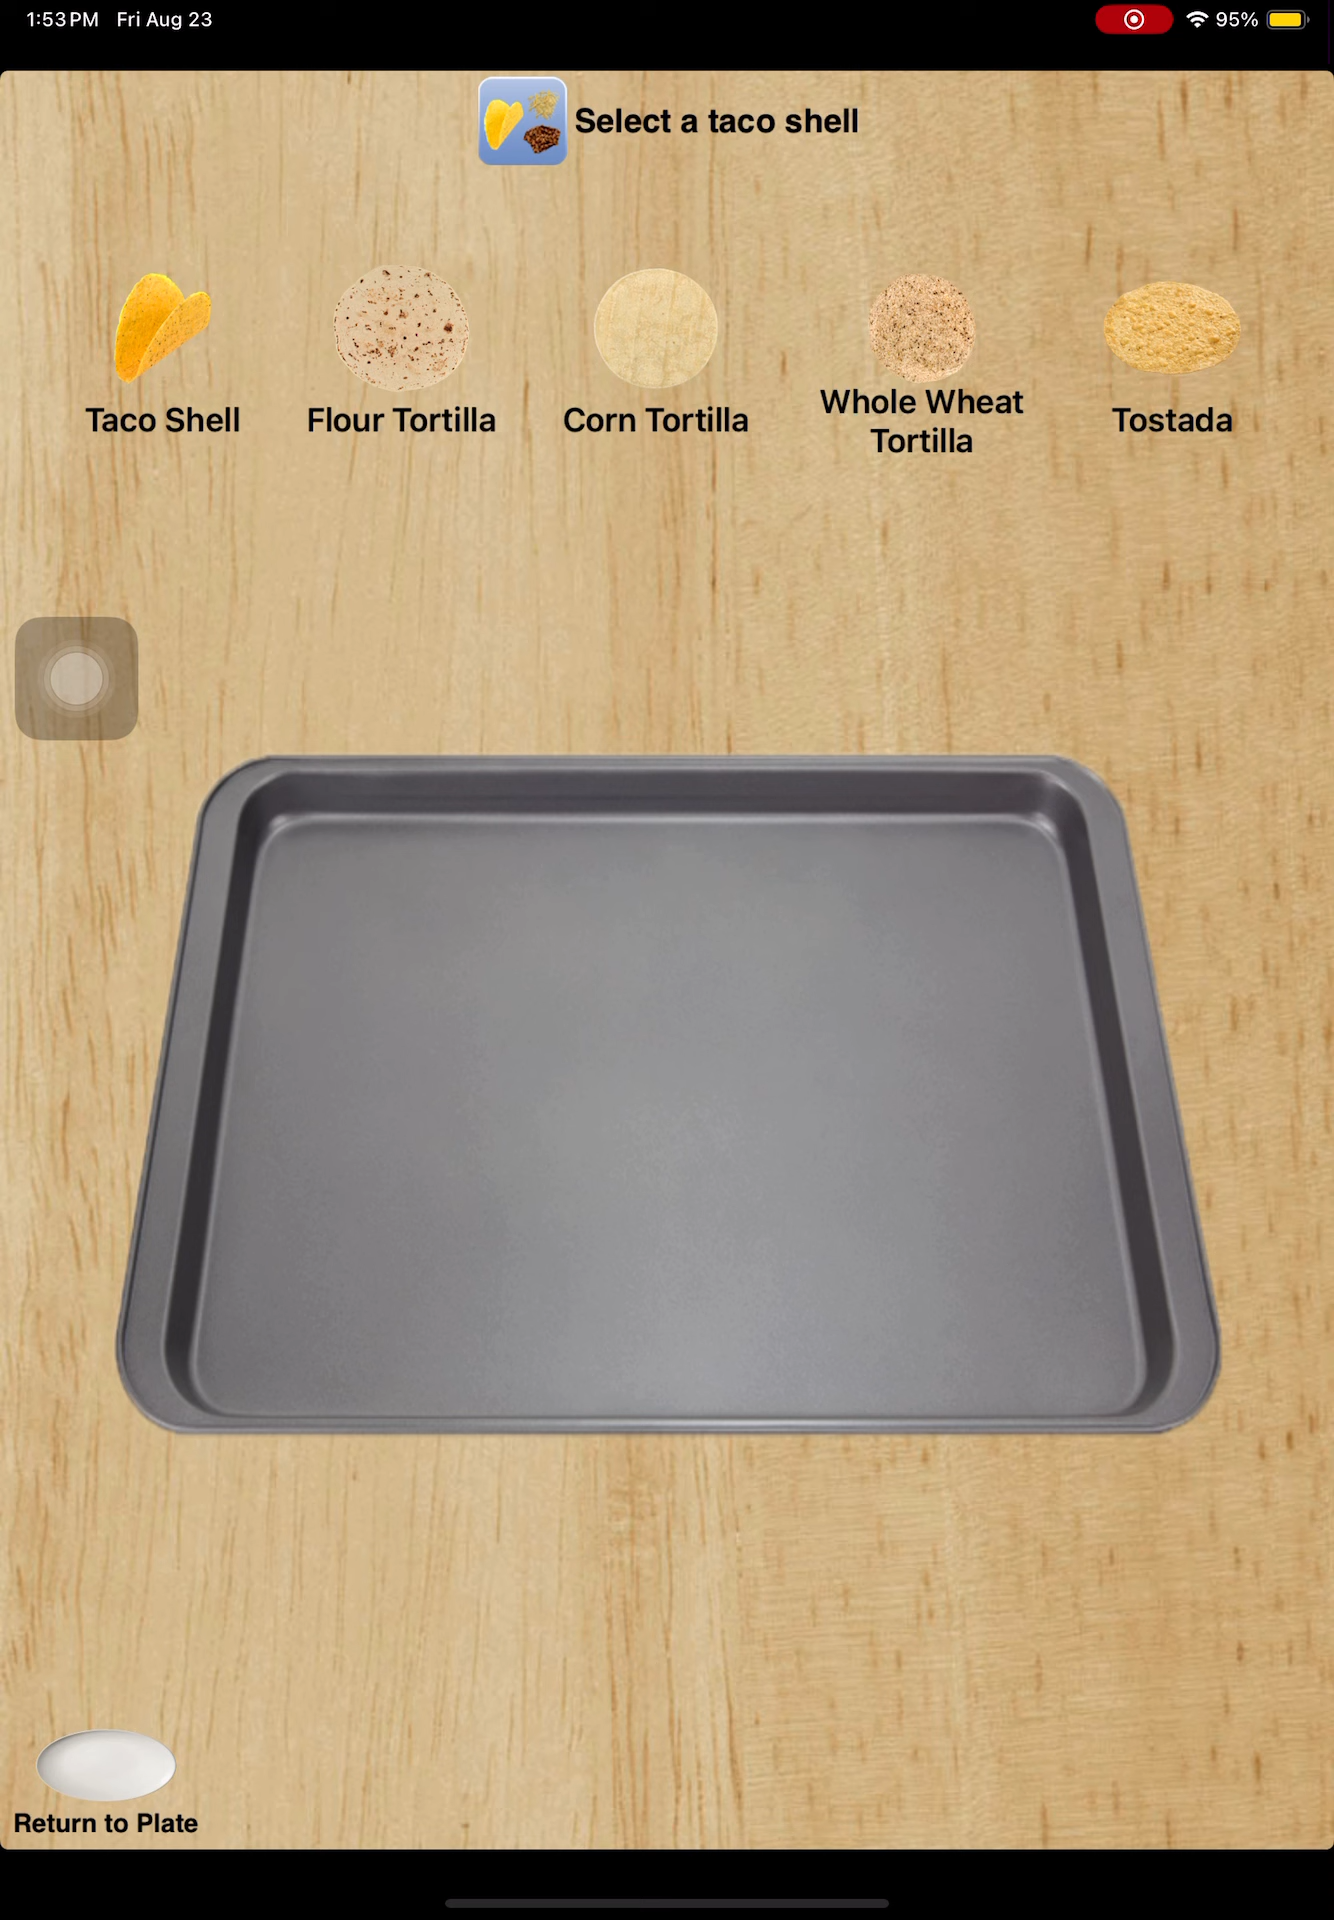 1:53 PM Fri Aug 23 95%
Select a taco shell
Taco Shell
Flour Tortilla
Corn Tortilla
Whole Wheat
Tortilla
Tostada
Return to Plate